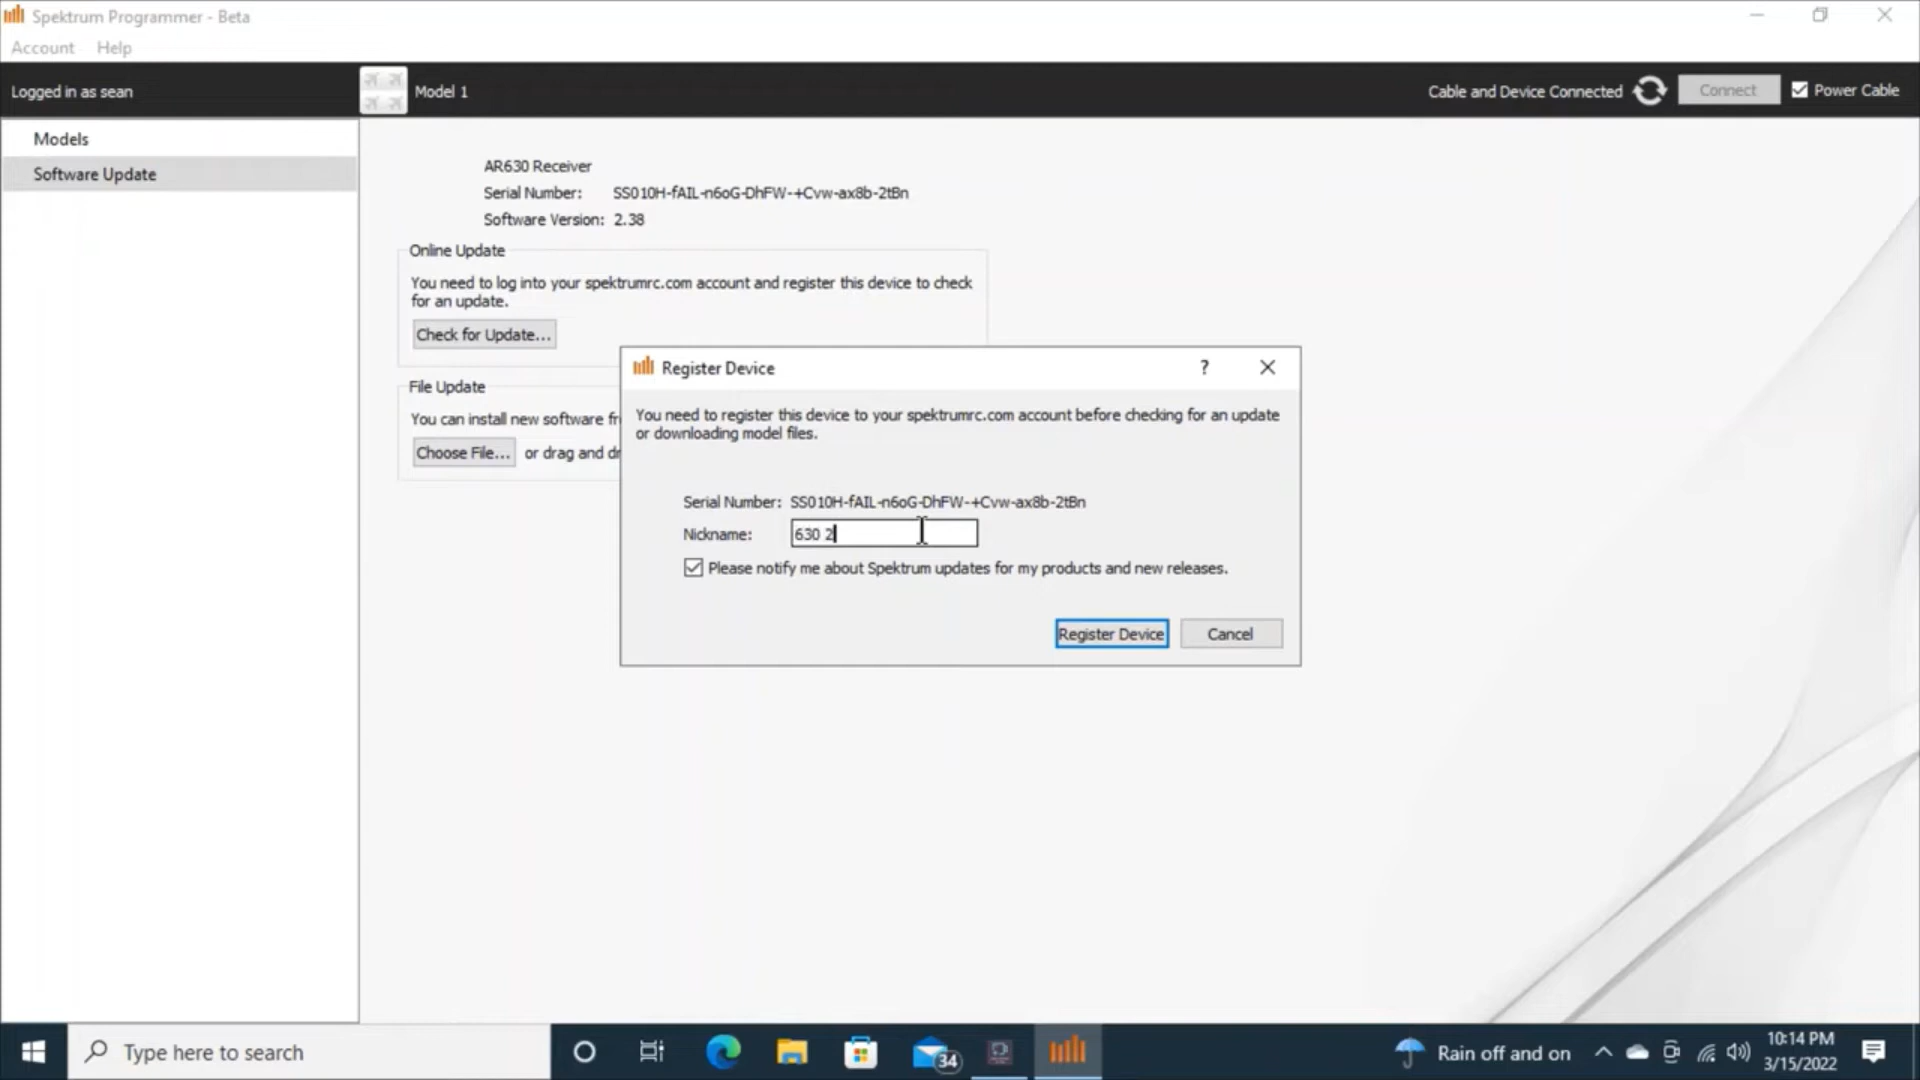 Spektrum Programmer - Beta
Account Help
Logged in as sean
Model 1
Cable and Device Connected
Connect
Power Cable
Models
Software Update
AR630 Receiver
Serial Number: SS010H-fAIL-n6oG-DhFW-+Cvw-ax8b-2tBn
Software Version: 2.38
Online Update
You need to log into your spektrumrc.com account and register this device to check
for an update.
Check for Update...
File Update
You can install new software fr
Choose File... or drag and dr
Register Device
?
You need to register this device to your spektrumrc.com account before checking for an update
or downloading model files.
Serial Number: SS010H-fAIL-n6oG-DhFW-+Cvw-ax8b-2tBn
Nickname: 630 2
Please notify me about Spektrum updates for my products and new releases.
Register Device
Cancel
Type here to search
34
Rain off and on
10:14 PM
3/15/2022